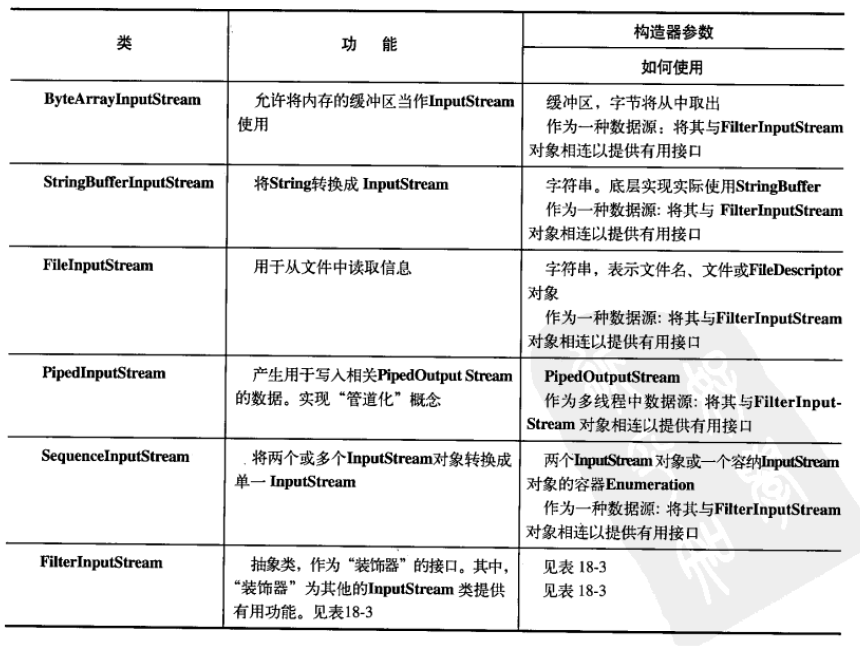 类 功 能 构造器参数
如何使用
ByteArrayInputStream 允许将内存的缓冲区当作InputStream 缓冲区，字节将从中取出
使用 作为一种数据源：将其与FilterInputStream
对象相连以提供有用接口
StringBufferInputStream 将String转换成 InputStream 字符串。底层实现实际使用StringBuffer
作为一种数据源: 将其与 FilterInputStream
对象相连以提供有用接口
FileInputStream 用于从文件中读取信息 字符串，表示文件名、文件或FileDescriptor
对象
作为一种数据源: 将其与FilterInputStream
对象相连以提供有用接口
PipedInputStream 产生用于写入相关PipedOutput Stream PipedOutputStream
的数据。实现“管道化”概念 作为多线程中数据源: 将其与FilterInput-
Stream 对象相连以提供有用接口
SequenceInputStream 将两个或多个InputStream对象转换成 两个InputStream 对象或一个容纳InputStream
单一 InputStream 对象的容器Enumeration
作为一种数据源: 将其与FilterInputStream
对象相连以提供有用接口
FilterInputStream 抽象类，作为“装饰器”的接口。其中， 见表 18-3
“装饰器”为其他的InputStream 类提供 见表 18-3
有用功能。见表18-3